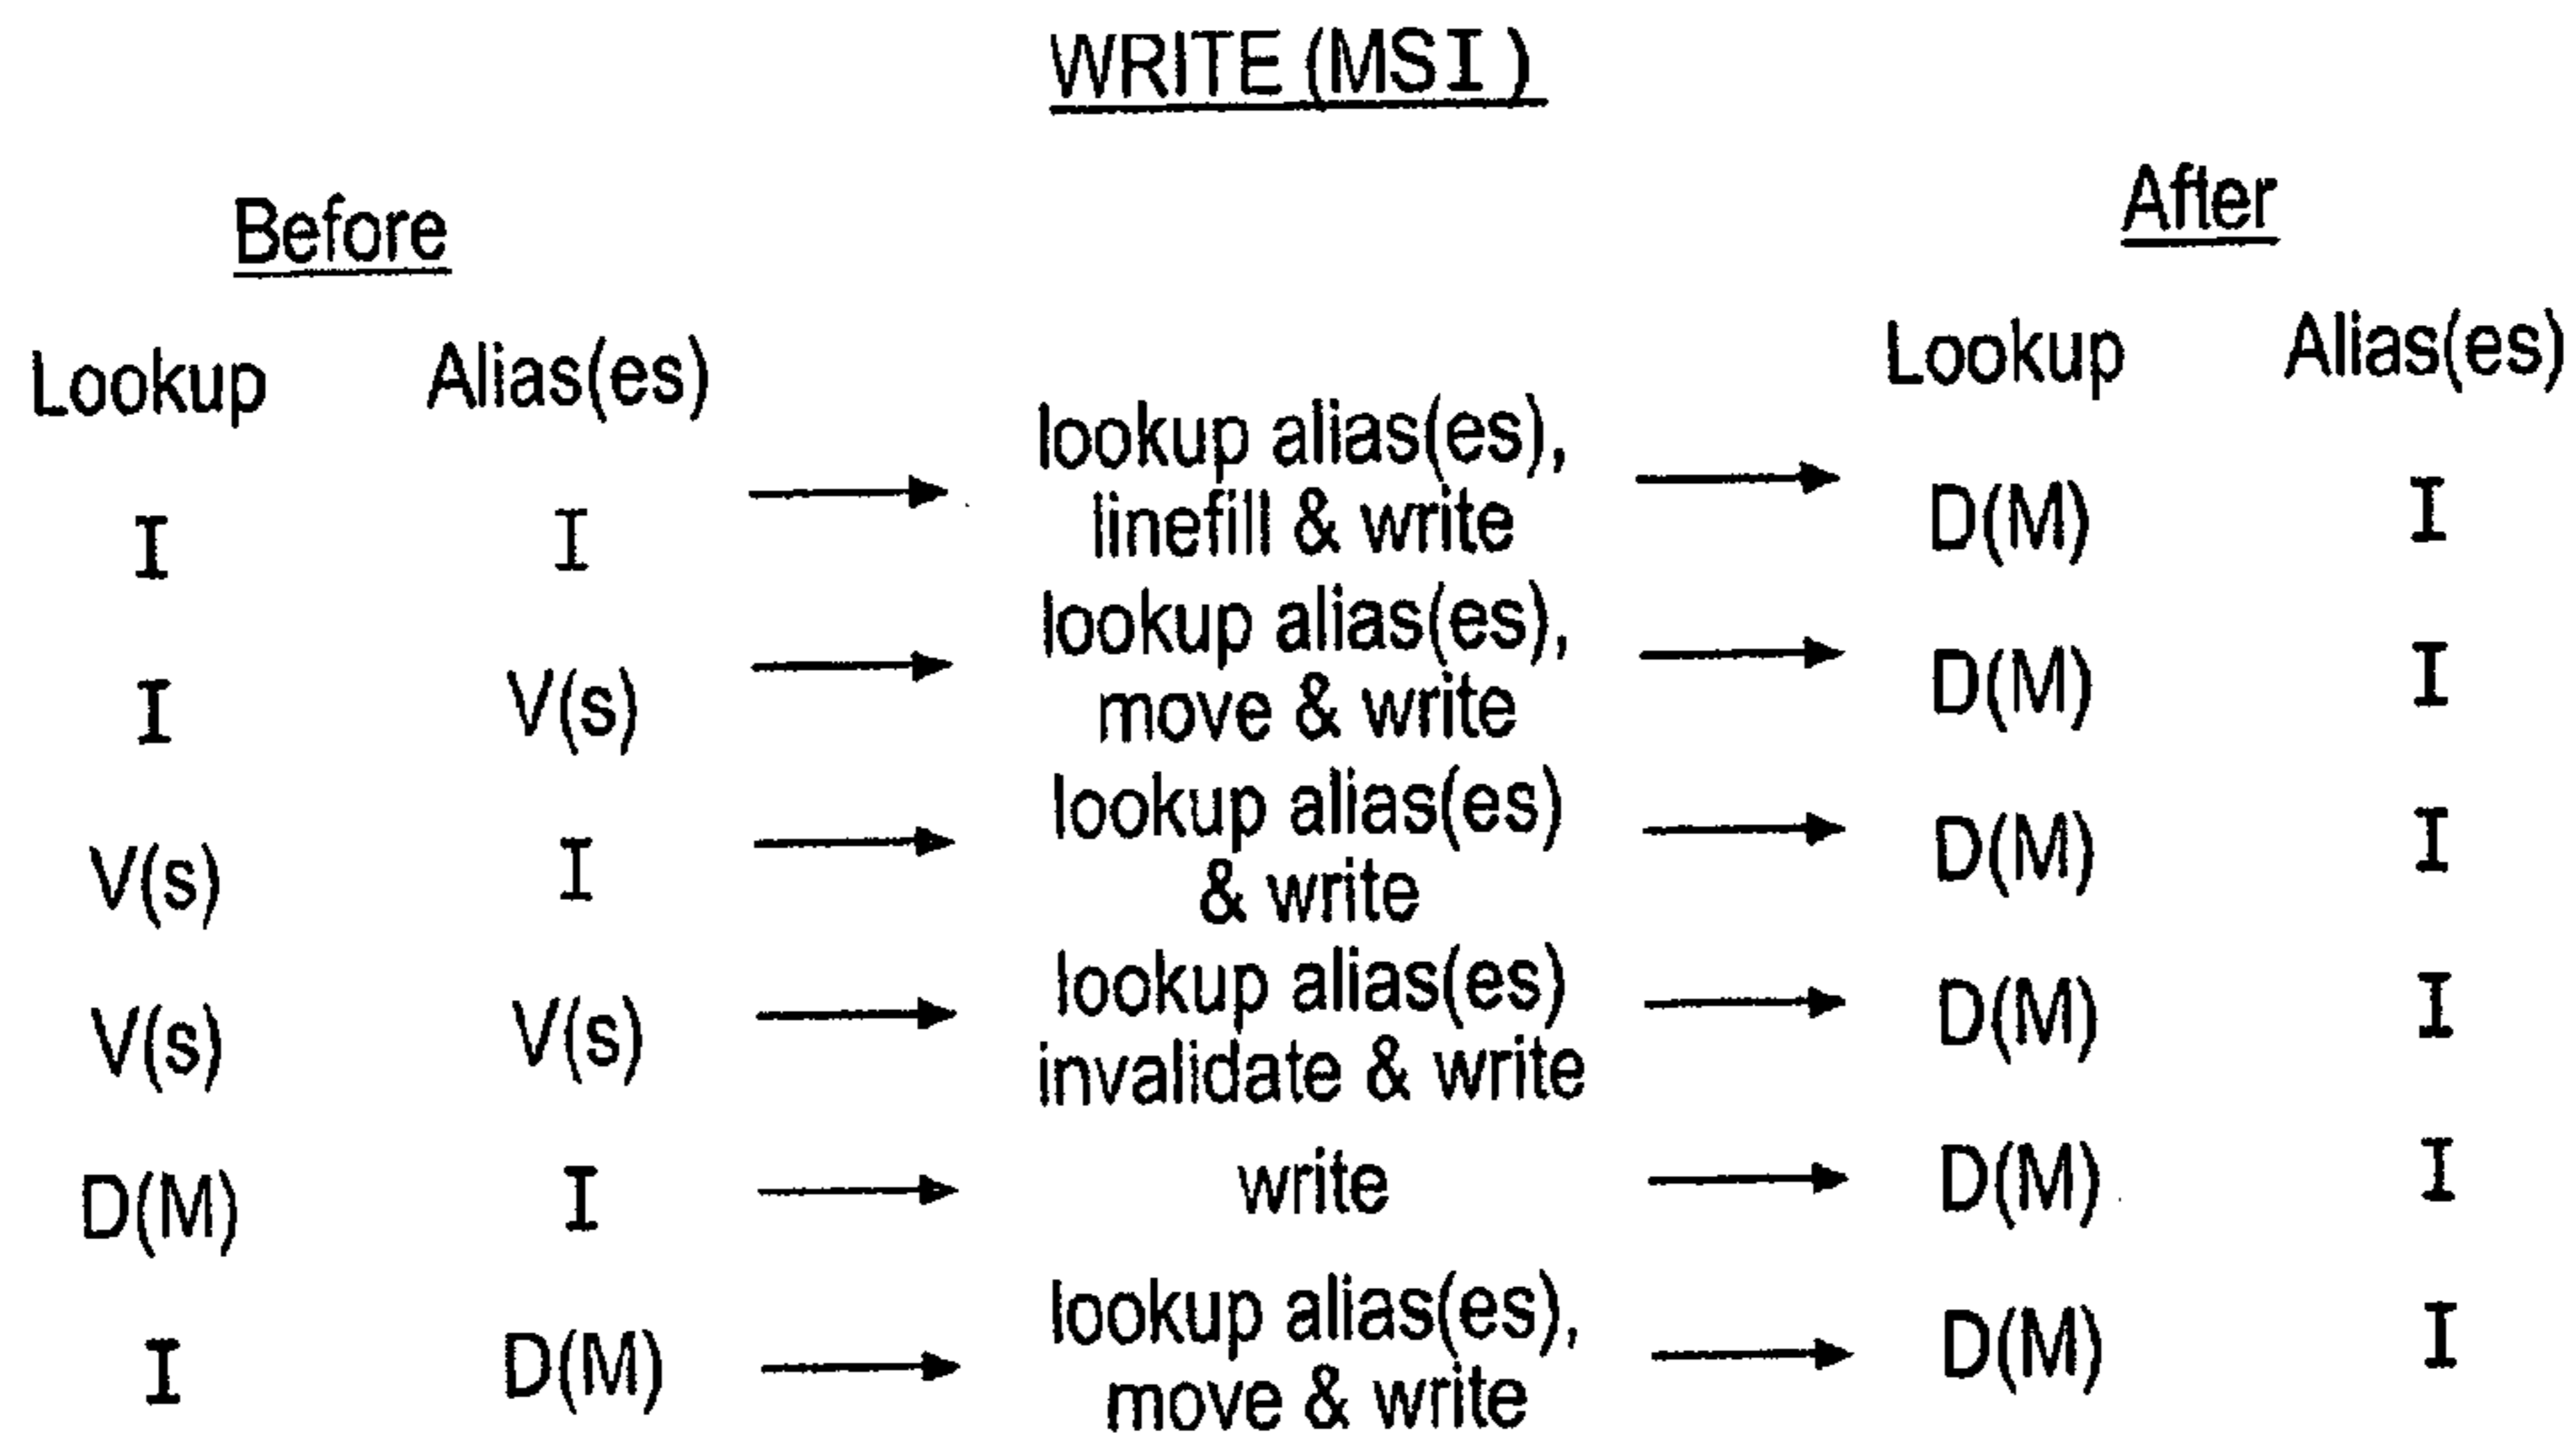 WRITE (MSI)
Before After
Lookup Alias(es) Lookup Alias(es)
lookup alias(es),
I I linefill & write D(M) I
lookup alias(es),
I V(s) move & write D(M) I
lookup alias(es)
V(s) I & write D(M) I
lookup alias(es)
V(s) V(s) invalidate & write D(M) I
D(M) I write D(M) I
lookup alias(es),
I D(M) move & write D(M) I